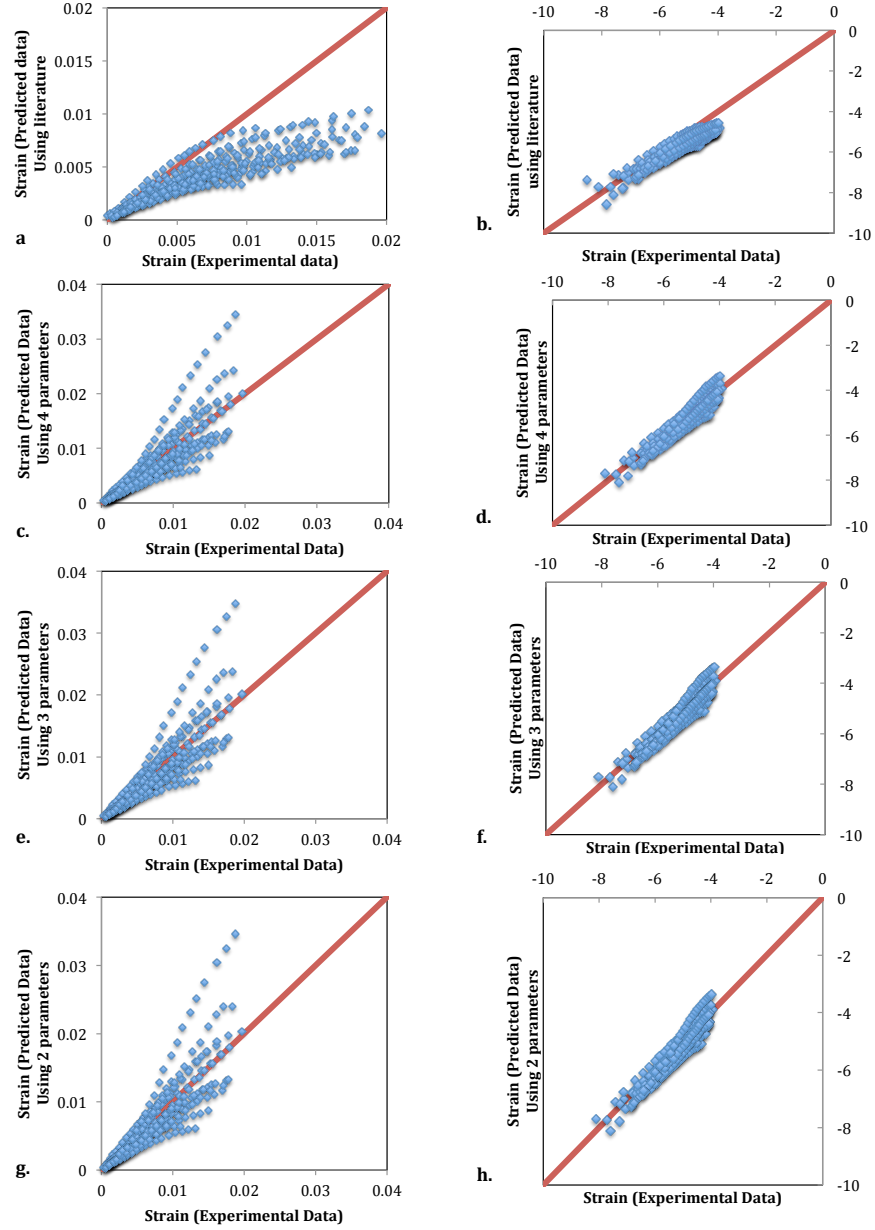 0.02
0.015
0.01
0.005
0
Strain (Predicted data)
Using literature
0
0.005
0.01
0.015
0.02
a
Strain (Experimental data)
-10
-8
-6
-4
-2
0
0
-2
-4
-6
-8
-10
Strain (Predicted Data)
using literature
b.
Strain (Experimental Data)
0.04
0.03
0.02
0.01
0
Strain (Predicted Data)
Using 4 parameters
0
0.01
0.02
0.03
0.04
c.
Strain (Experimental Data)
-10
-8
-6
-4
-2
0
0
-2
-4
-6
-8
-10
Strain (Predicted Data)
Using 4 parameters
d.
Strain (Experimental Data)
0.04
0.03
0.02
0.01
0
Strain (Predicted Data)
Using 3 parameters
0
0.01
0.02
0.03
0.04
e.
Strain (Experimental Data)
-10
-8
-6
-4
-2
0
0
-2
-4
-6
-8
-10
Strain (Predicted Data)
Using 3 parameters
f.
Strain (Experimental Data)
0.04
0.03
0.02
0.01
0
Strain (Predicted Data)
Using 2 parameters
0
0.01
0.02
0.03
0.04
g.
Strain (Experimental Data)
-10
-8
-6
-4
-2
0
0
-2
-4
-6
-8
-10
Strain (Predicted Data)
Using 2 parameters
h.
Strain (Experimental Data)